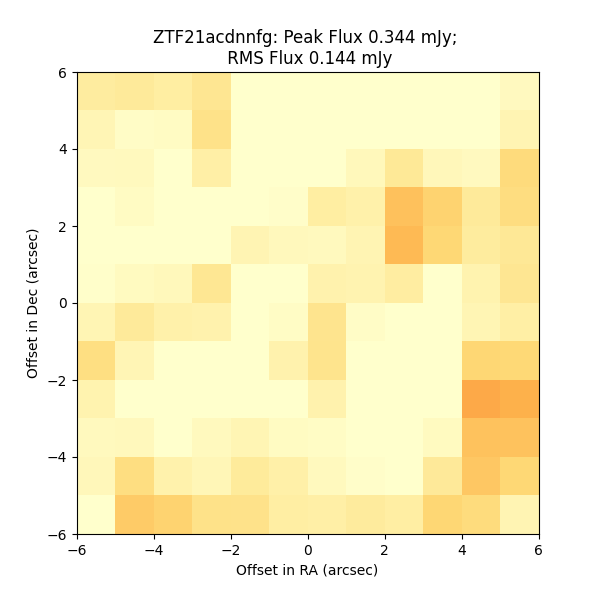 ZTF21acdnnfg: Peak Flux 0.344 mJy;
RMS Flux 0.144 mJy
6
4
2
0
−2
−4
−6
Offset in Dec (arcsec)
−6 −4 −2 0 2 4 6
Offset in RA (arcsec)